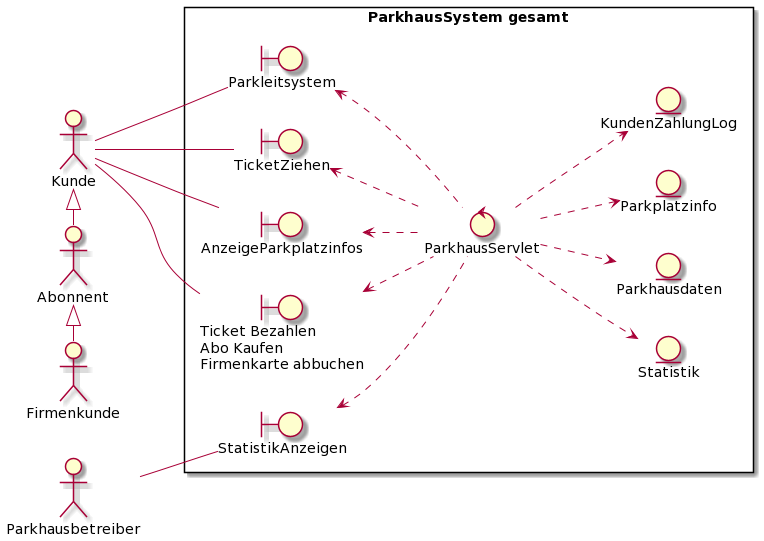 ParkhausSystem gesamt
Parkleitsystem
KundenZahlungLog
Kunde
TicketZiehen
Parkplatzinfo
AnzeigeParkplatzinfos
ParkhausServlet
Abonnent
Parkhausdaten
Ticket Bezahlen
Abo Kaufen
Firmenkarte abbuchen
Statistik
Firmenkunde
StatistikAnzeigen
Parkhausbetreiber